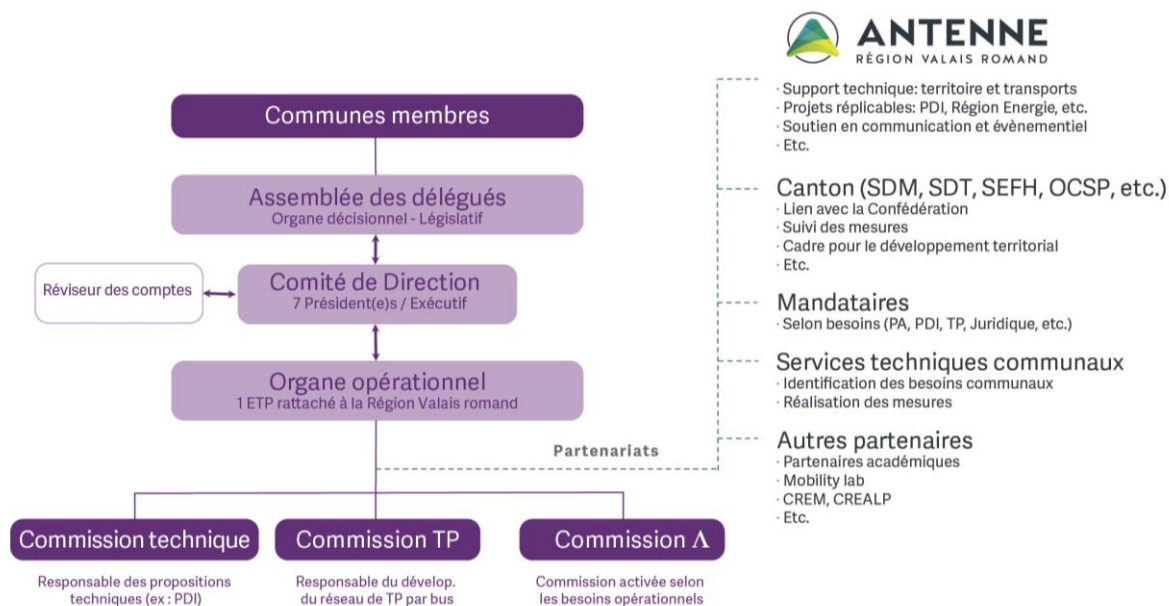 Communes membres
Assemblée des délégués
Organe décisionnel - Législatif
Réviseur des comptes
Comité de Direction
7 Président(e)s / Exécutif
Organe opérationnel
1 ETP rattaché à la Région Valais romand
Partenariats
Commission technique
Responsable des propositions
techniques (ex : PDI)
Commission TP
Responsable du dévelop.
du réseau de TP par bus
Commission Λ
Commission activée selon
les besoins opérationnels
ANTENNE
RÉGION VALAIS ROMAND
· Support technique: territoire et transports
· Projets réplicables: PDI, Région Energie, etc.
· Soutien en communication et évènementiel
· Etc.
Canton (SDM, SDT, SEFH, OCSP, etc.)
· Lien avec la Confédération
· Suivi des mesures
· Cadre pour le développement territorial
· Etc.
Mandataires
· Selon besoins (PA, PDI, TP, Juridique, etc.)
Services techniques communaux
· Identification des besoins communaux
· Réalisation des mesures
Autres partenaires
· Partenaires académiques
· Mobility lab
· CREM, CREALP
· Etc.